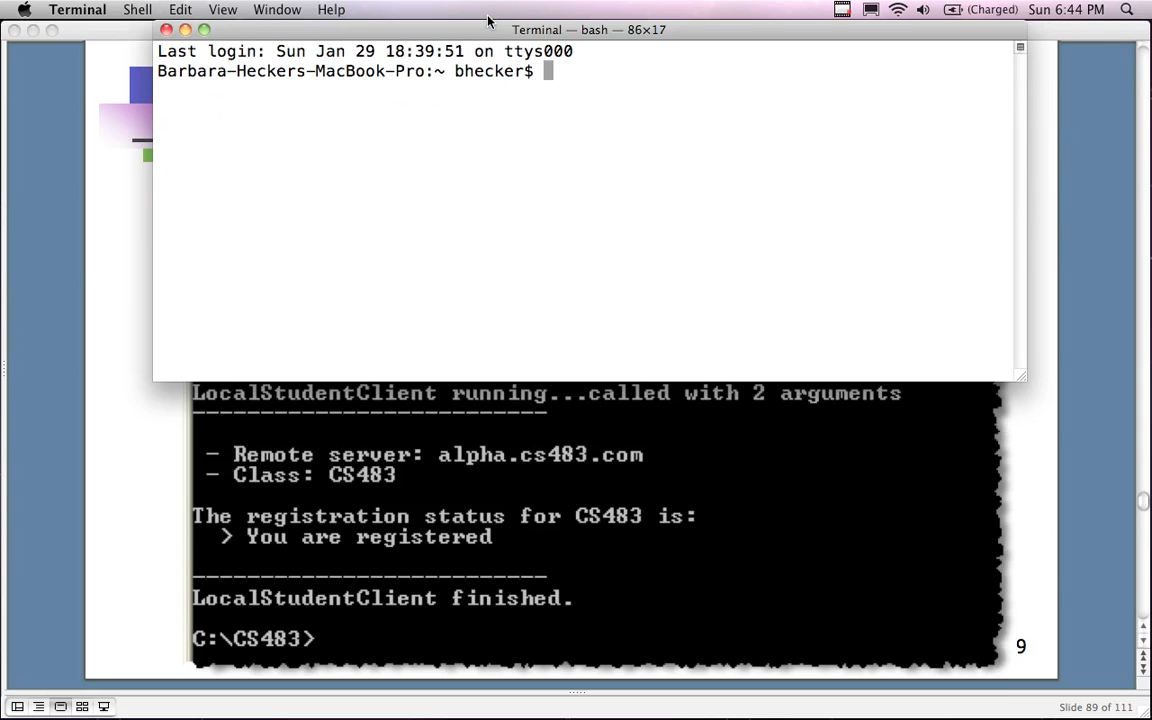 Terminal Shell Edit View Window Help (Charged) Sun 6:44 PM
Terminal — bash — 86×17
Last login: Sun Jan 29 18:39:51 on ttys000
Barbara-Heckers-MacBook-Pro:~ bhecker$
LocalStudentClient running...called with 2 arguments
--------------------------
- Remote server: alpha.cs483.com
- Class: CS483
The registration status for CS483 is:
> You are registered
--------------------------
LocalStudentClient finished.
C:\CS483>
9
Slide 89 of 111